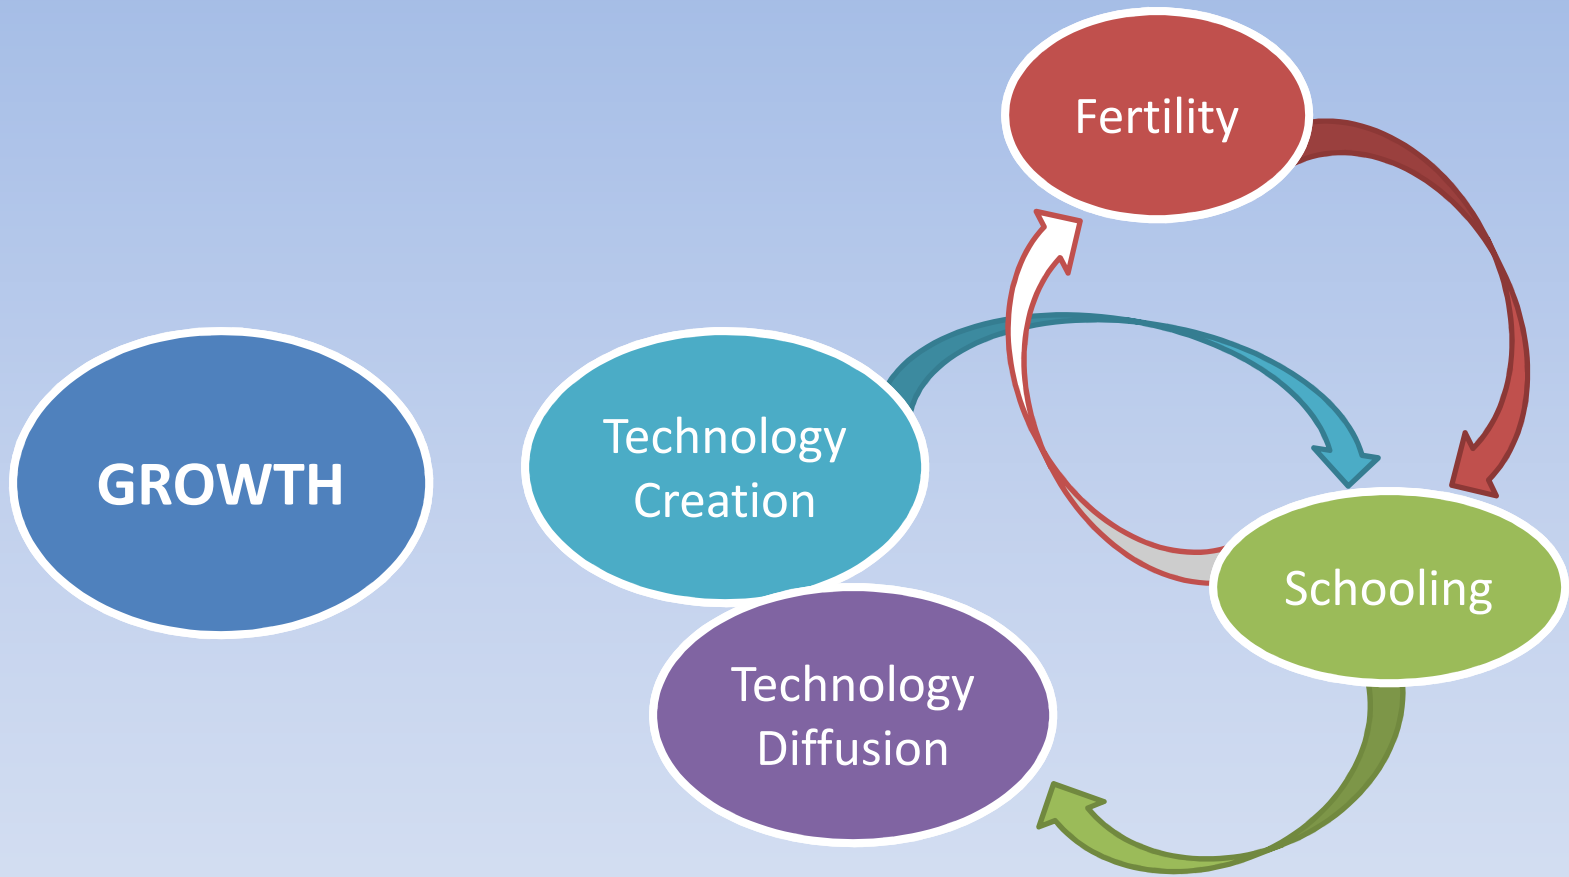 Fertility
GROWTH
Technology
Creation
Schooling
Technology
Diffusion